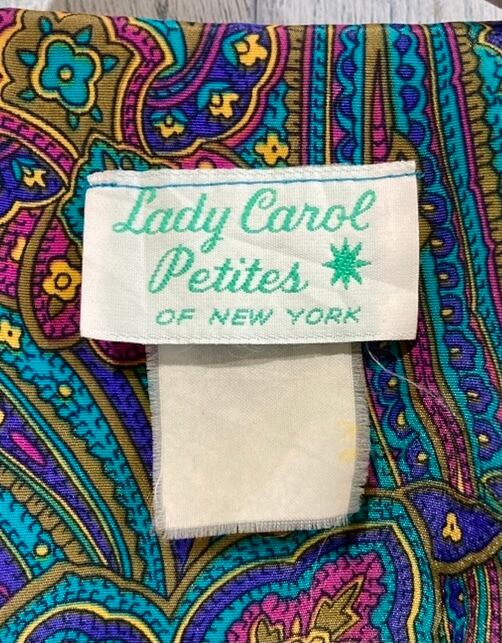 Lady Carol
Petites
OF NEW YORK